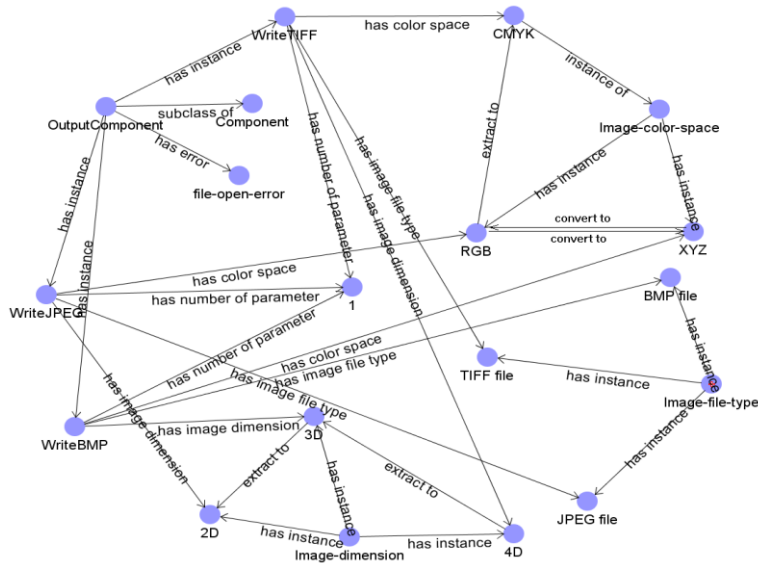 WriteTIFF
has color space
CMYK
has instance
instance of
OutputComponent
subclass of
Component
has error
file-open-error
has number of parameter
has image file type
has image dimension
extract to
Image-color-space
has instance
has instance
has instance
has instance
convert to
convert to
RGB
XYZ
has color space
WriteJPEG
has number of parameter
1
BMP file
has number of parameter
has color space
has image file type
has image file type
TIFF file
has instance
has instance
Image-file-type
has image dimension
WriteBMP
has image dimension
3D
has instance
extract to
has instance
extract to
JPEG file
2D
has instance
Image-dimension
has instance
4D